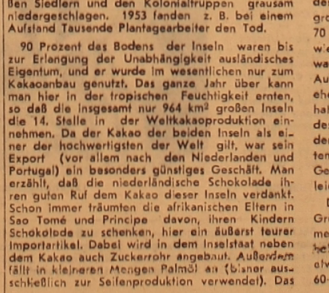 ßen Siedlern und den Kolonialtruppen grausam
niedergeschlagen. 1953 fanden z. B. bei einem
Aufstand Tausende Plantagearbeiter den Tod.
90 Prozent des Bodens der Inseln waren bis
zur Erlangung der Unabhängigkeit ausländisches
Eigentum, und er wurde im wesentlichen nur zum
Kakaoanbau genutzt. Das ganze Jahr über kann
man hier in der tropischen Feuchtigkeit ernten,
so daß die insgesamt nur 964 km² großen Inseln
die 14. Stelle in der Weltkakaoproduktion ein-
nehmen. Da der Kakao der beiden Inseln als ei-
ner der hochwertigsten der Welt gilt, war sein
Export (vor allem nach den Niederlanden und
Portugal) ein besonders günstiges Geschäft. Man
erzählt, daß die niederländische Schokolade ih-
ren guten Ruf dem Kakao dieser Inseln verdankt.
Schon immer träumten die afrikanischen Eltern in
Sao Tomé und Principe davon, ihren Kindern
Schokolade zu schenken, hier ein äußerst teurer
Importartikel. Dabei wird in dem Inselstaat neben
dem Kakao auch Zuckerrohr angebaut. Außerdem
fällt in kleineren Mengen Palmöl an (bisher aus-
schließlich zur Seifenproduktion verwendet). Das